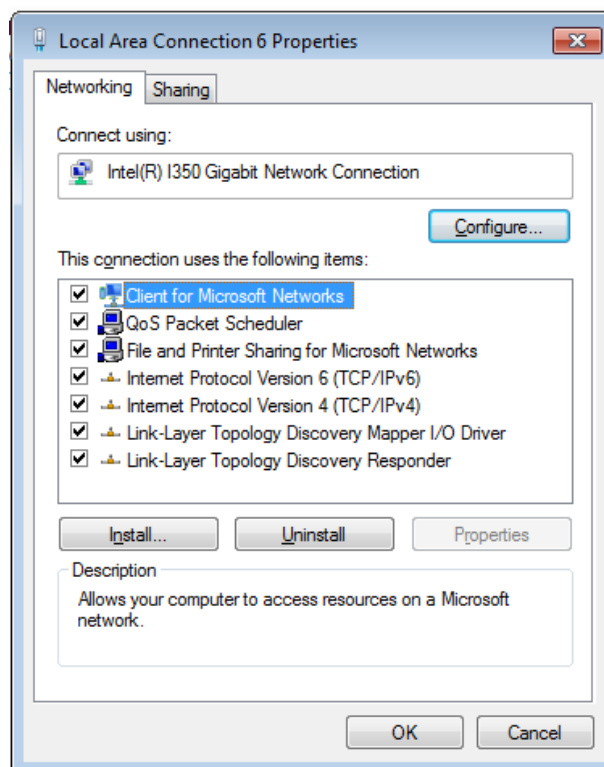 Local Area Connection 6 Properties
Networking
Sharing
Connect using:
Intel(R) I350 Gigabit Network Connection
Configure...
This connection uses the following items:
Client for Microsoft Networks
QoS Packet Scheduler
File and Printer Sharing for Microsoft Networks
Internet Protocol Version 6 (TCP/IPv6)
Internet Protocol Version 4 (TCP/IPv4)
Link-Layer Topology Discovery Mapper I/O Driver
Link-Layer Topology Discovery Responder
Install...
Uninstall
Properties
Description
Allows your computer to access resources on a Microsoft
network.
OK
Cancel